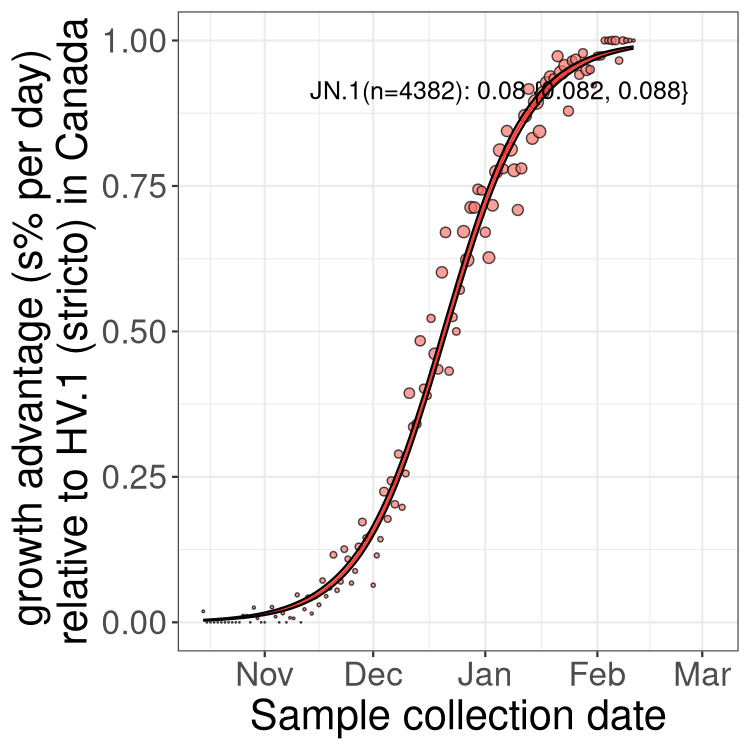 growth advantage (s% per day)
relative to HV.1 (stricto) in Canada
1.00
0.75
0.50
0.25
0.00
JN.1(n=4382): 0.08 {0.082, 0.088}
Nov Dec Jan Feb Mar
Sample collection date